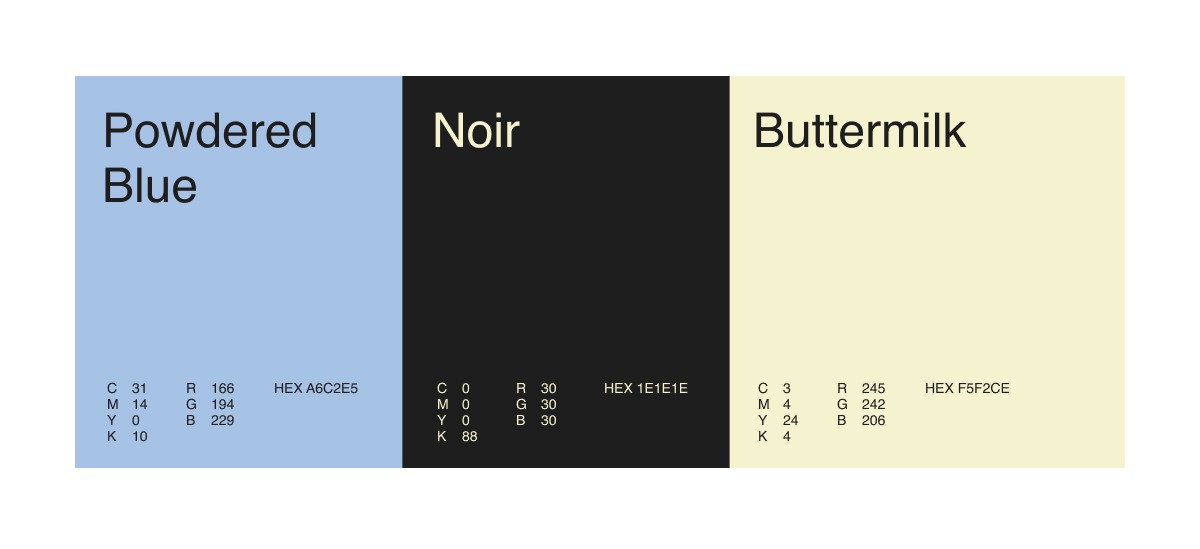 Powdered
Blue
C 31 R 166 HEX A6C2E5
M 14 G 194
Y 0 B 229
K 10
Noir
C 0 R 30 HEX 1E1E1E
M 0 G 30
Y 0 B 30
K 88
Buttermilk
C 3 R 245 HEX F5F2CE
M 4 G 242
Y 24 B 206
K 4